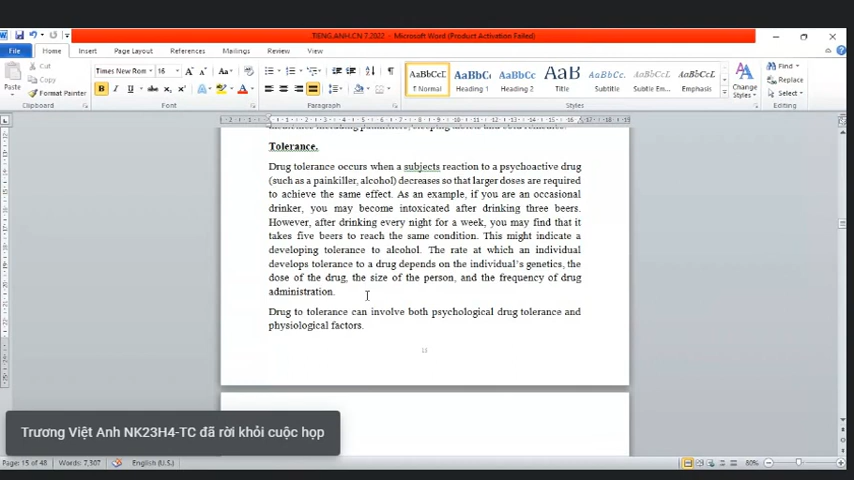 TIENG,ANH,CN 7.2022 - Microsoft Word (Product Activation Failed)
File Home Insert Page Layout References Mailings Review View
Cut
Copy
Paste
Format Painter
Clipboard
Times New Rom 16
Font
Paragraph
AaBbCcI AaBbCc AaBbCc AaB AaBbCc. AaBbCcI AaBbCcL
¶ Normal Heading 1 Heading 2 Title Subtitle Subtle Em... Emphasis
Change
Styles
Styles
Find
Replace
Select
Editing
Tolerance.
Drug tolerance occurs when a subjects reaction to a psychoactive drug
(such as a painkiller, alcohol) decreases so that larger doses are required
to achieve the same effect. As an example, if you are an occasional
drinker, you may become intoxicated after drinking three beers.
However, after drinking every night for a week, you may find that it
takes five beers to reach the same condition. This might indicate a
developing tolerance to alcohol. The rate at which an individual
develops tolerance to a drug depends on the individual's genetics, the
dose of the drug, the size of the person, and the frequency of drug
administration.
Drug to tolerance can involve both psychological drug tolerance and
physiological factors.
Trương Việt Anh NK23H4-TC đã rời khỏi cuộc họp
Page: 15 of 48 Words: 7,307 English (U.S.) 80%